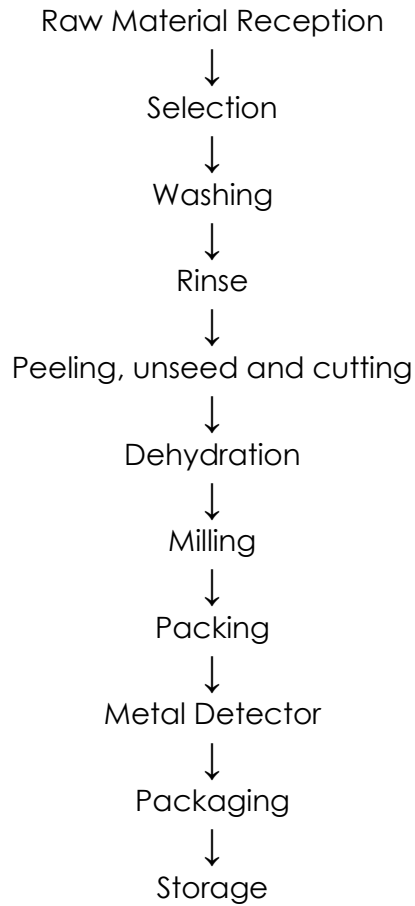 Raw Material Reception
↓
Selection
↓
Washing
↓
Rinse
↓
Peeling, unseed and cutting
↓
Dehydration
↓
Milling
↓
Packing
↓
Metal Detector
↓
Packaging
↓
Storage